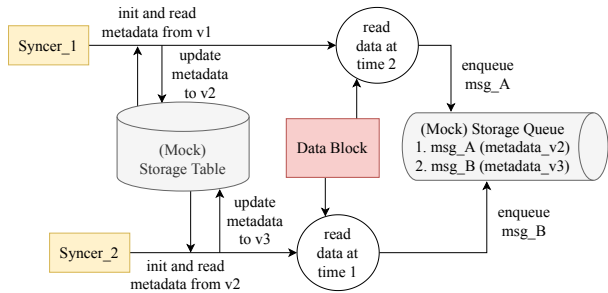 Syncer_1
init and read
metadata from v1
update
metadata
to v2
read
data at
time 2
enqueue
msg_A
(Mock)
Storage Table
Data Block
(Mock) Storage Queue
1. msg_A (metadata_v2)
2. msg_B (metadata_v3)
update
metadata
to v3
enqueue
msg_B
Syncer_2
init and read
metadata from v2
read
data at
time 1